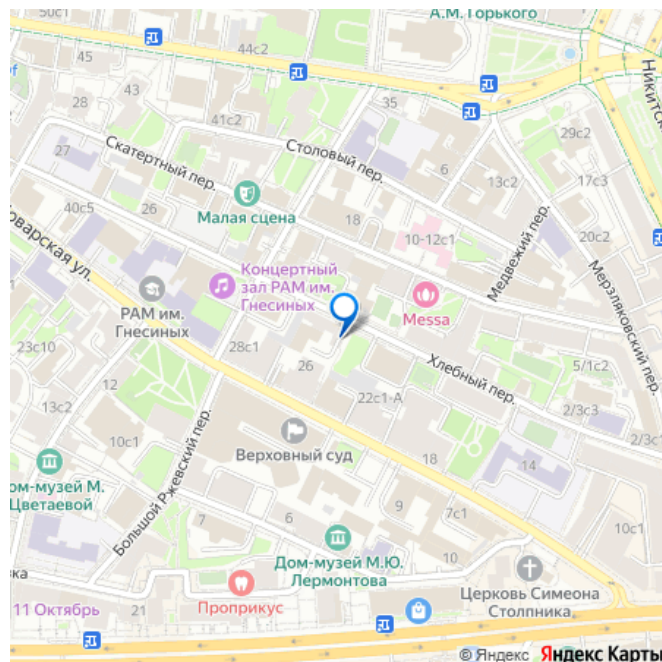 50с1
А.М. Горького
44с2
45
43
28
41с2
35
Никитск
29с2
27
Скатертный пер.
Столовый пер.
6
13с2
17с3
40с5
26
Малая сцена
18
10-12с1
20с2
Медвежий пер.
Мерзляковский пер.
оварская ул.
Концертный
зал РАМ им.
Гнесиных
РАМ им.
Гнесиных
Messa
23с10
28с1
26
12
Хлебный пер.
5/1с2
13с2
22с1-А
2/3с3
10с1
Большой Ржевский пер.
Верховный суд
18
14
2/3с
ом-музей М.
Цветаевой
9
7с1
7
6
10с1
Дом-музей М.Ю.
Лермонтова
10
Церковь Симеона
Столпника
вка
Проприкус
11 Октябрь
21
© Яндекс Яндекс Карты